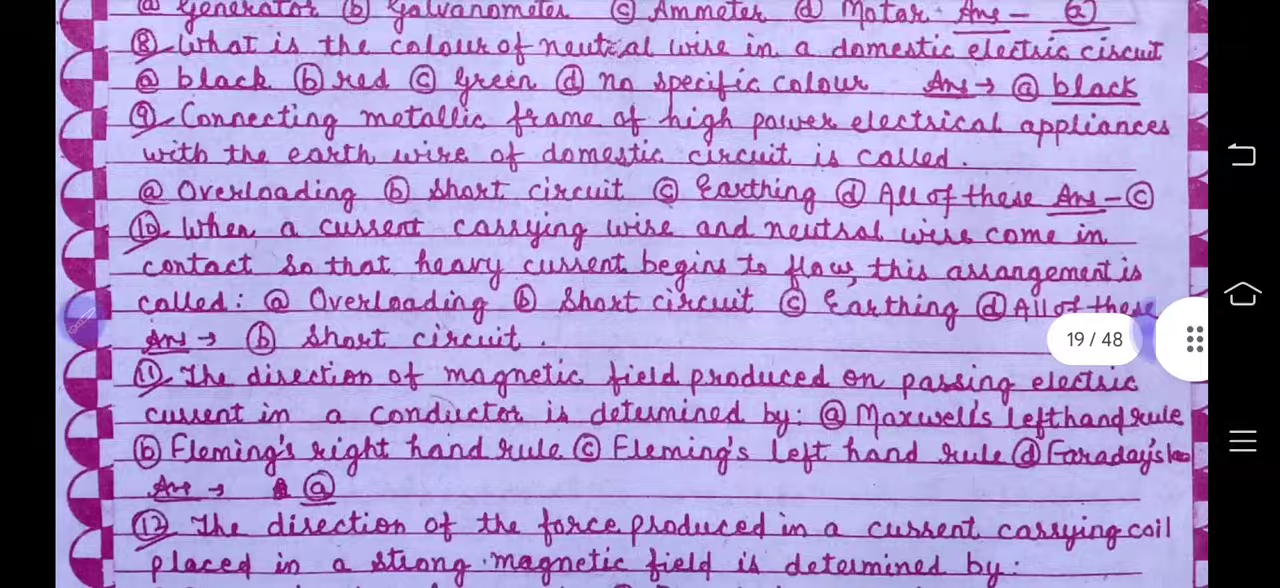 ⓐ Generator ⓑ Galvanometer ⓒ Ammeter ⓓ Motor. Ans - ⓐ
⑧ What is the colour of neutral wire in a domestic electric circuit
ⓐ black ⓑ red ⓒ green ⓓ no specific colour Ans → ⓐ black
⑨ Connecting metallic frame of high power electrical appliances
with the earth wire of domestic circuit is called.
ⓐ Overloading ⓑ Short circuit ⓒ Earthing ⓓ All of these Ans - ⓒ
⑩ When a current carrying wire and neutral wire come in
contact so that heavy current begins to flow, this arrangement is
called: ⓐ Overloading ⓑ Short circuit ⓒ Earthing ⓓ All of these
Ans → ⓑ Short circuit.
19 / 48
⑪ The direction of magnetic field produced on passing electric
current in a conductor is determined by: ⓐ Maxwell's left hand rule
ⓑ Fleming's right hand rule ⓒ Fleming's left hand rule ⓓ Faraday's
Ans → ⓐ
⑫ The direction of the force produced in a current carrying coil
placed in a strong magnetic field is determined by: